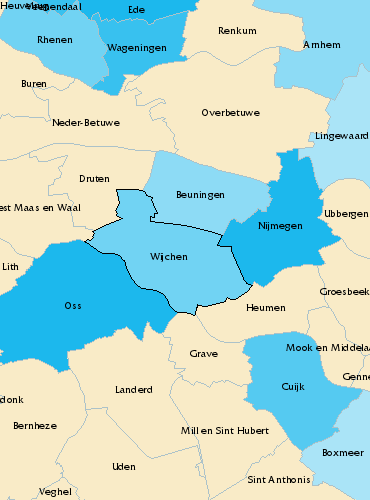 Heuvelrug
Veenendaal
Ede
Renkum
Rhenen
Wageningen
Arnhem
Buren
Overbetuwe
Neder-Betuwe
Lingewaard
Druten
Beuningen
est Maas en Waal
Ubbergen
Nijmegen
Wijchen
Lith
Groesbeek
Oss
Heumen
Grave
Mook en Middela
Genne
Landerd
Cuijk
donk
Bernheze
Mill en Sint Hubert
Boxmeer
Uden
Sint Anthonis
Veghel